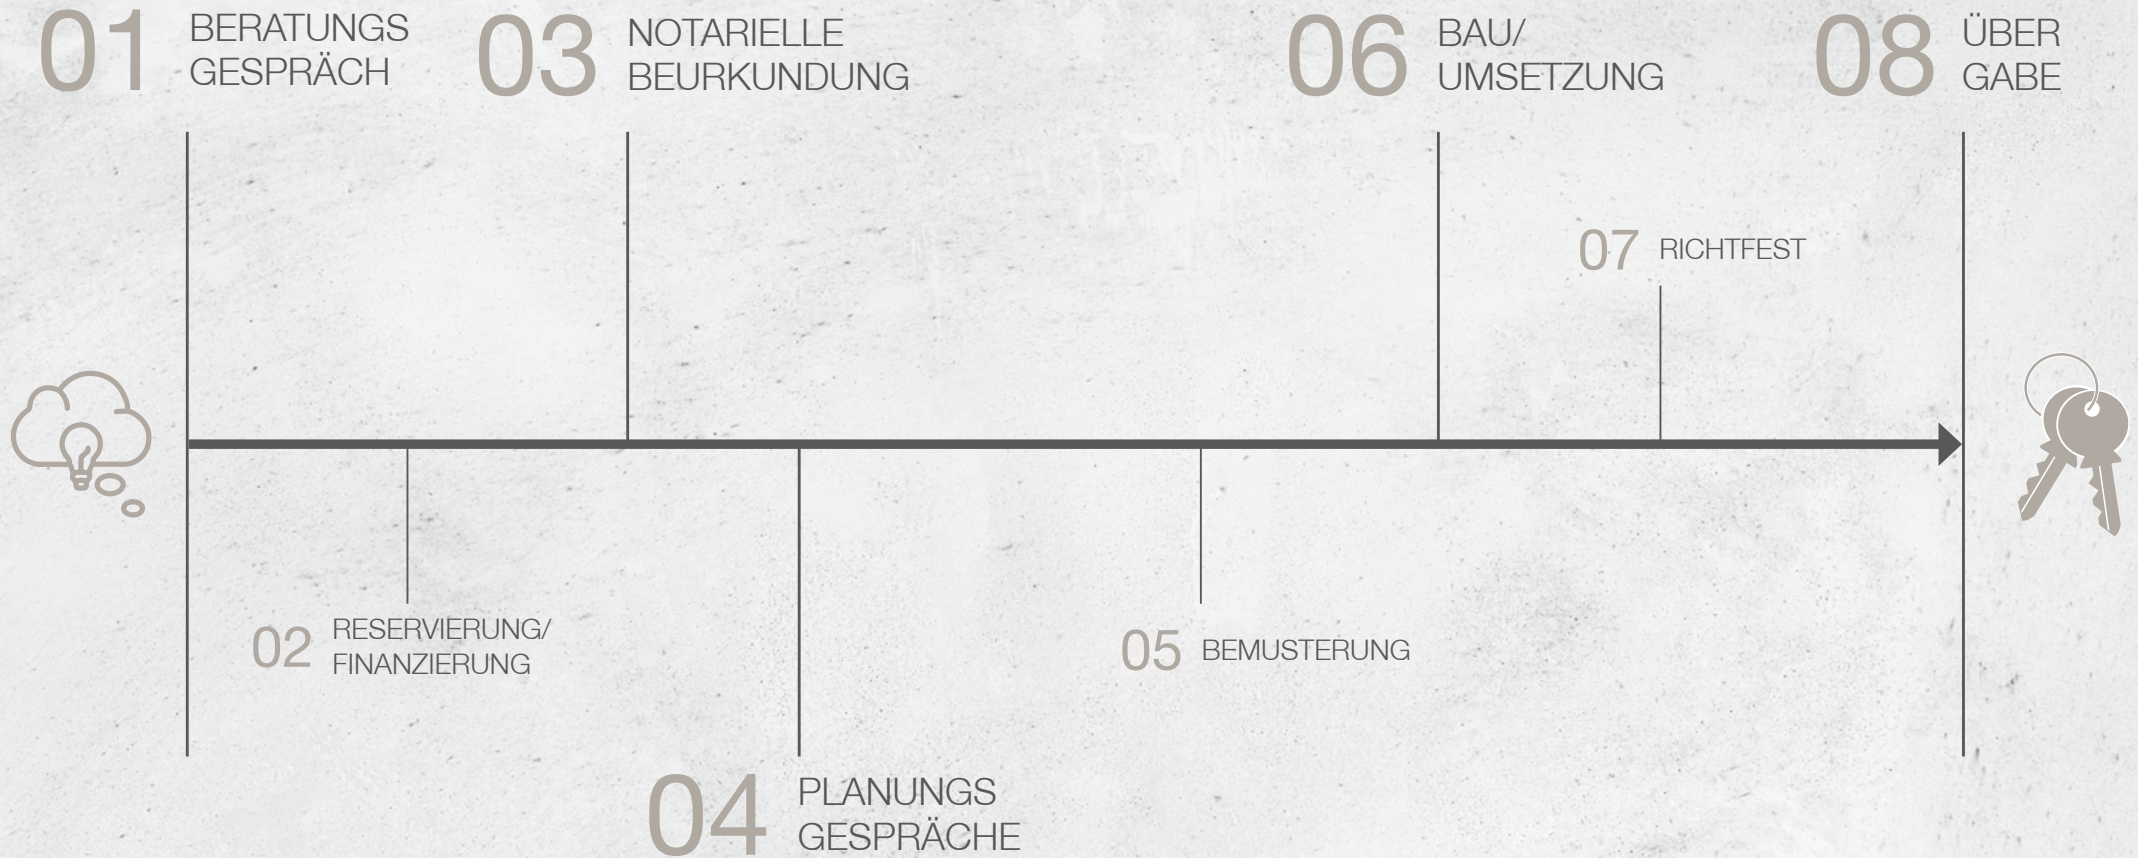 01
BERATUNGS
GESPRÄCH
02
RESERVIERUNG/
FINANZIERUNG
03
NOTARIELLE
BEURKUNDUNG
04
PLANUNGS
GESPRÄCHE
05
BEMUSTERUNG
06
BAU/
UMSETZUNG
07
RICHTFEST
08
ÜBER
GABE